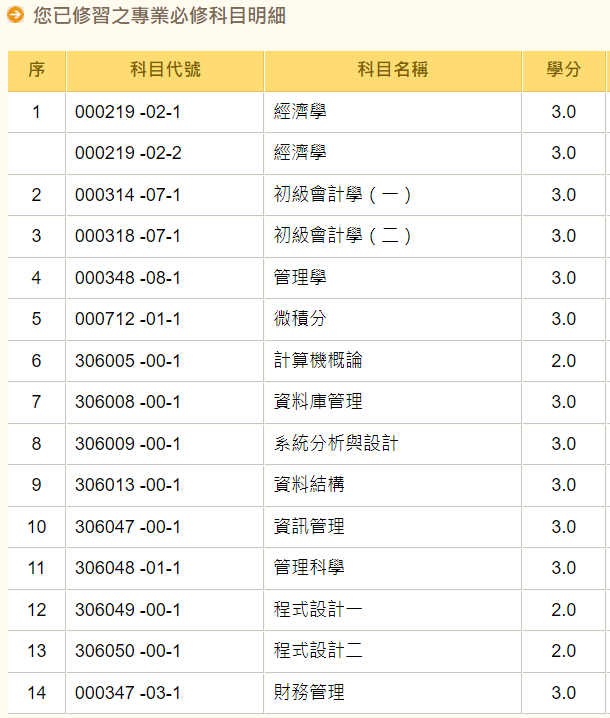 您已修習之專業必修科目明細
序 科目代號 科目名稱 學分
1 000219 -02-1 經濟學 3.0
000219 -02-2 經濟學 3.0
2 000314 -07-1 初級會計學（一） 3.0
3 000318 -07-1 初級會計學（二） 3.0
4 000348 -08-1 管理學 3.0
5 000712 -01-1 微積分 3.0
6 306005 -00-1 計算機概論 2.0
7 306008 -00-1 資料庫管理 3.0
8 306009 -00-1 系統分析與設計 3.0
9 306013 -00-1 資料結構 3.0
10 306047 -00-1 資訊管理 3.0
11 306048 -01-1 管理科學 3.0
12 306049 -00-1 程式設計一 2.0
13 306050 -00-1 程式設計二 2.0
14 000347 -03-1 財務管理 3.0